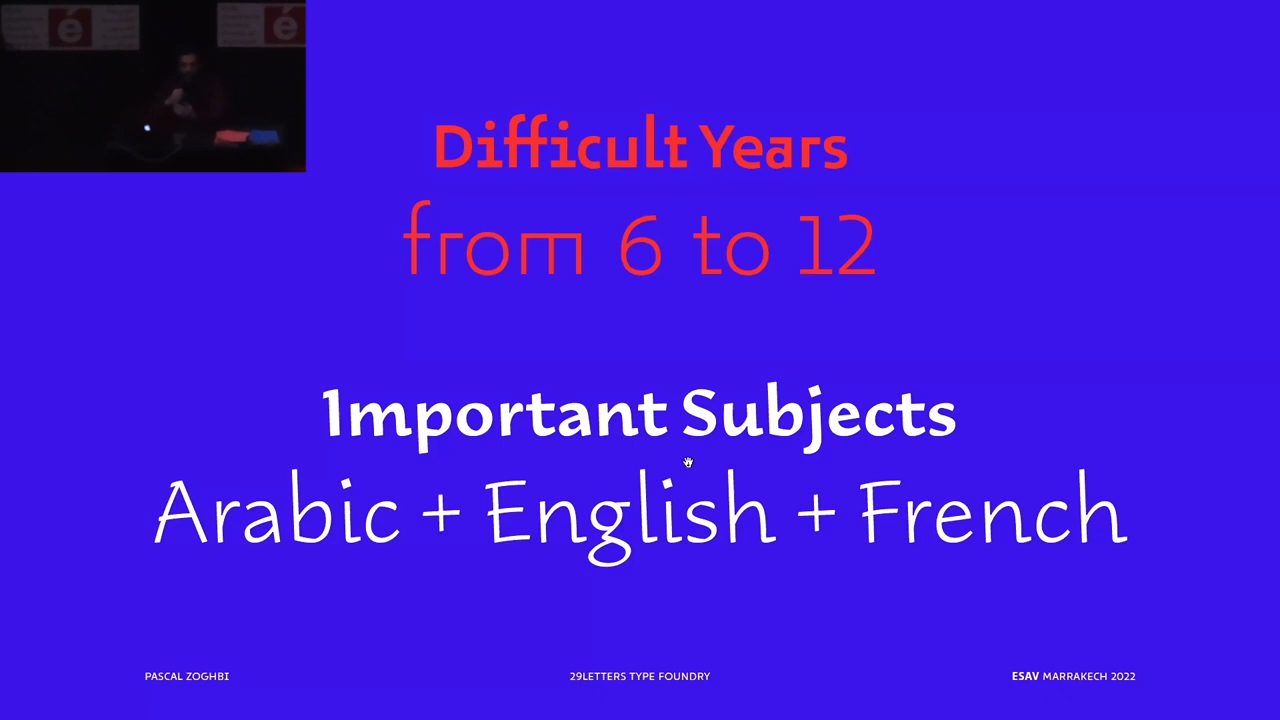 é
é
Difficult Years
from 6 to 12
Important Subjects
Arabic + English + French
PASCAL ZOGHBI
29LETTERS TYPE FOUNDRY
ESAV MARRAKECH 2022